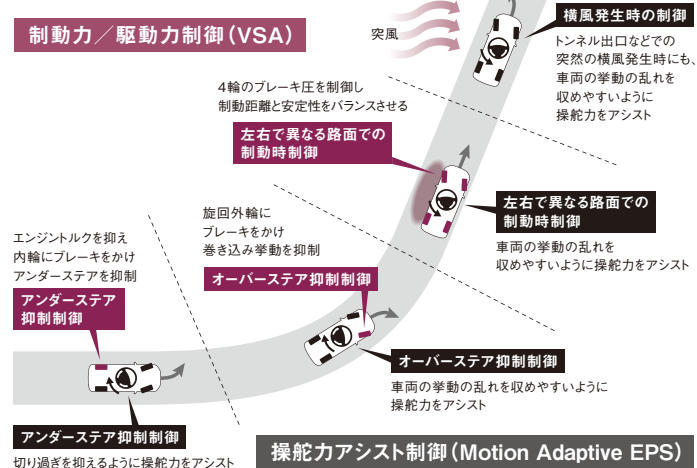 制動力／駆動力制御（VSA）
突風
横風発生時の制御
トンネル出口などでの
突然の横風発生時にも、
車両の挙動の乱れを
収めやすいように
操舵力をアシスト
4輪のブレーキ圧を制御し
制動距離と安定性をバランスさせる
左右で異なる路面での
制動時制御
左右で異なる路面での
制動時制御
車両の挙動の乱れを
収めやすいように操舵力をアシスト
旋回外輪に
ブレーキをかけ
巻き込み挙動を抑制
オーバーステア抑制制御
エンジントルクを抑え
内輪にブレーキをかけ
アンダーステアを抑制
アンダーステア
抑制制御
オーバーステア抑制制御
車両の挙動の乱れを収めやすいように
操舵力をアシスト
アンダーステア抑制制御
切り過ぎを抑えるように操舵力をアシスト
操舵力アシスト制御（Motion Adaptive EPS）